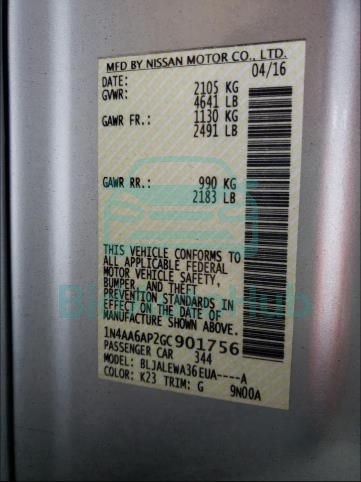 MFD BY NISSAN MOTOR CO., LTD.
DATE: 04/16
GVWR: 2105 KG
4641 LB
GAWR FR.: 1130 KG
2491 LB
GAWR RR.: 990 KG
2183 LB
THIS VEHICLE CONFORMS TO
ALL APPLICABLE FEDERAL
MOTOR VEHICLE SAFETY,
BUMPER, AND THEFT
PREVENTION STANDARDS IN
EFFECT ON THE DATE OF
MANUFACTURE SHOWN ABOVE.
1N4AA6AP2GC901756
PASSENGER CAR 344
MODEL: BLJALEWA36EUA----A
COLOR: K23 TRIM: G 9N00A